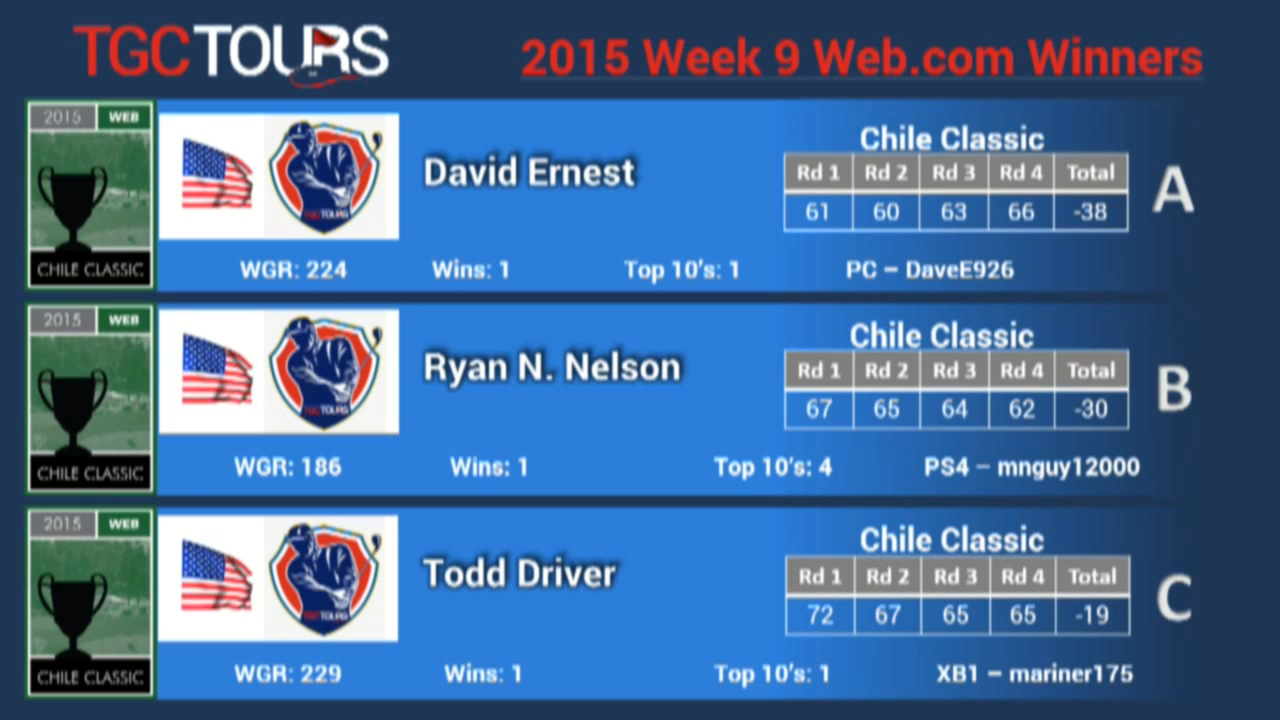 TGCTOURS
2015 Week 9 Web.com Winners
2015 WEB
CHILE CLASSIC
TGCTOURS
David Ernest
Chile Classic
Rd 1 Rd 2 Rd 3 Rd 4 Total
61 60 63 66 -38
A
WGR: 224 Wins: 1 Top 10's: 1 PC – DaveE926
2015 WEB
CHILE CLASSIC
TGCTOURS
Ryan N. Nelson
Chile Classic
Rd 1 Rd 2 Rd 3 Rd 4 Total
67 65 64 62 -30
B
WGR: 186 Wins: 1 Top 10's: 4 PS4 – mnguy12000
2015 WEB
CHILE CLASSIC
TGCTOURS
Todd Driver
Chile Classic
Rd 1 Rd 2 Rd 3 Rd 4 Total
72 67 65 65 -19
C
WGR: 229 Wins: 1 Top 10's: 1 XB1 – mariner175